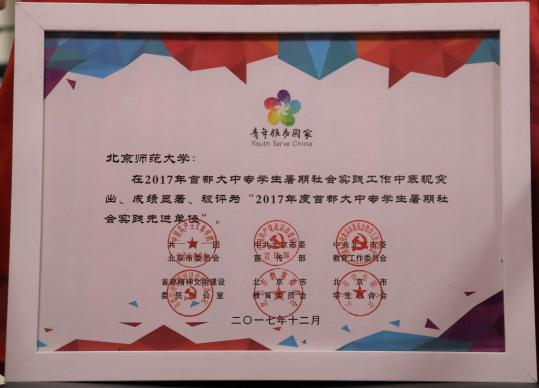 青年服务国家
Youth Serve China
北京师范大学：
在2017年首都大中专学生暑期社会实践工作中表现突
出、成绩显著、被评为“2017年度首都大中专学生暑期社
会实践先进单位”。
共青团 中共北京市委 中共北京市委
北京市委员会 宣传部 教育工作委员会
首都精神文明建设 北京市 北京市
委员会办公室 教育委员会 学生联合会
二〇一七年十二月